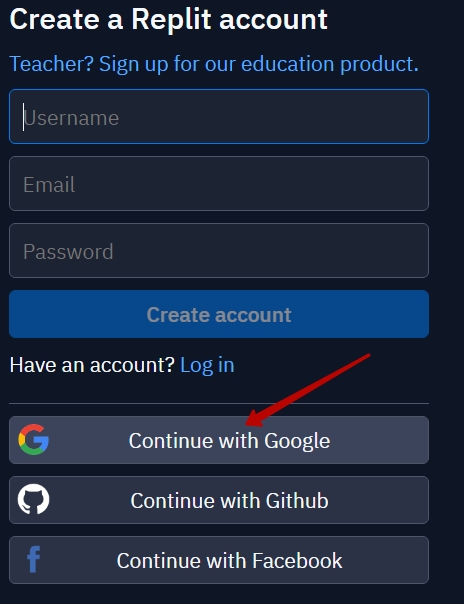 Create a Replit account
Teacher? Sign up for our education product.
Username
Email
Password
Create account
Have an account? Log in
Continue with Google
Continue with Github
Continue with Facebook